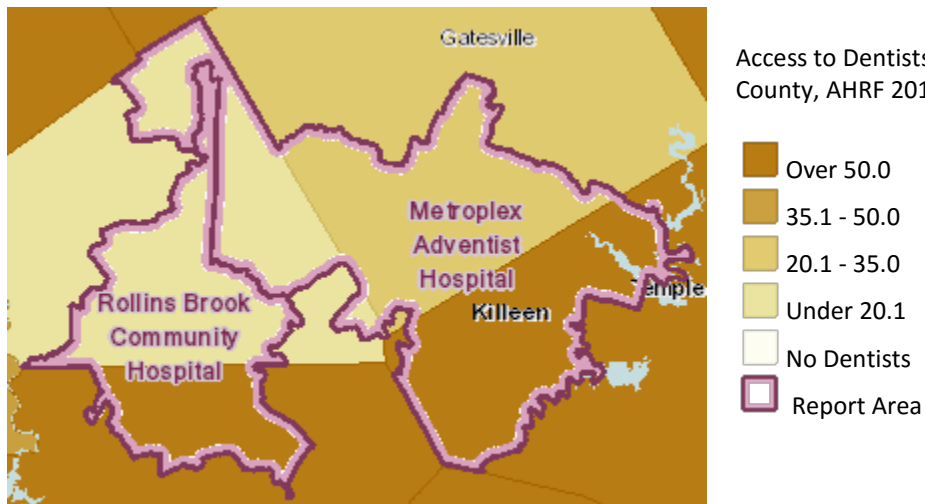 Gatesville
Metroplex
Adventist
Hospital
Killeen
Temple
Rollins Brook
Community
Hospital
Access to Dentists
County, AHRF 201
Over 50.0
35.1 - 50.0
20.1 - 35.0
Under 20.1
No Dentists
Report Area